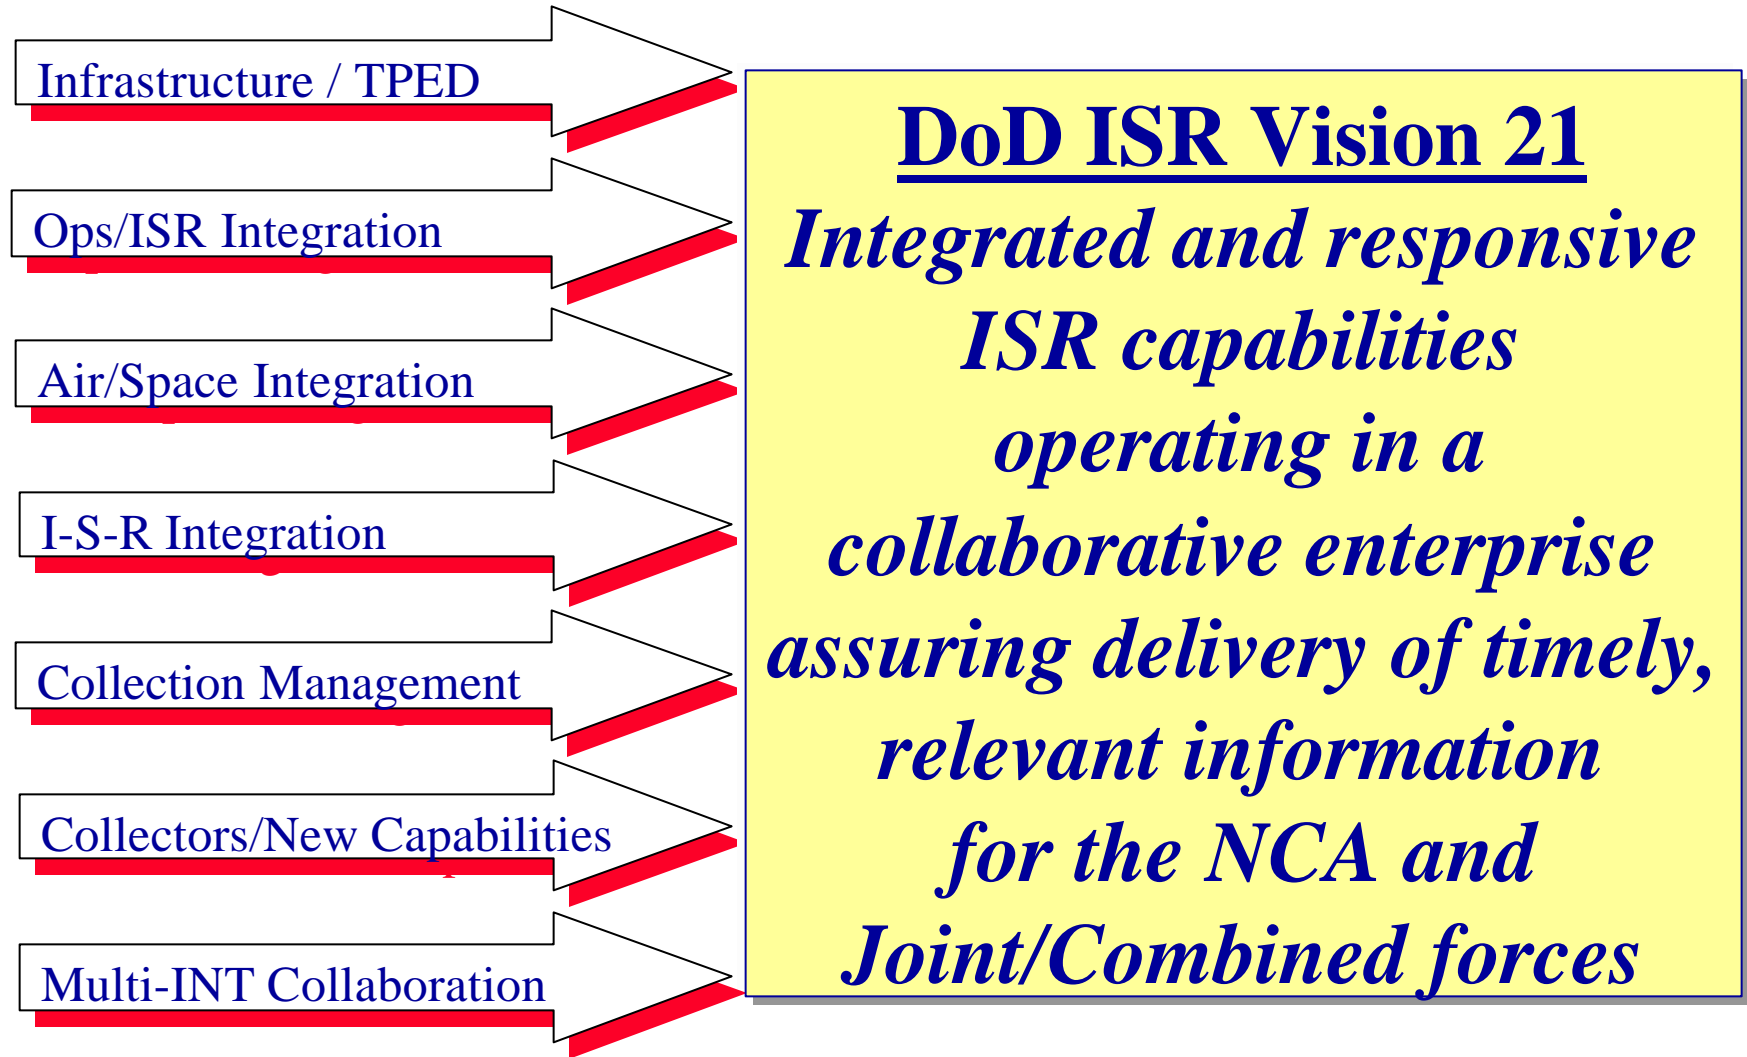 Infrastructure / TPED
Ops/ISR Integration
Air/Space Integration
I-S-R Integration
Collection Management
Collectors/New Capabilities
Multi-INT Collaboration
DoD ISR Vision 21
Integrated and responsive
ISR capabilities
operating in a
collaborative enterprise
assuring delivery of timely,
relevant information
for the NCA and
Joint/Combined forces